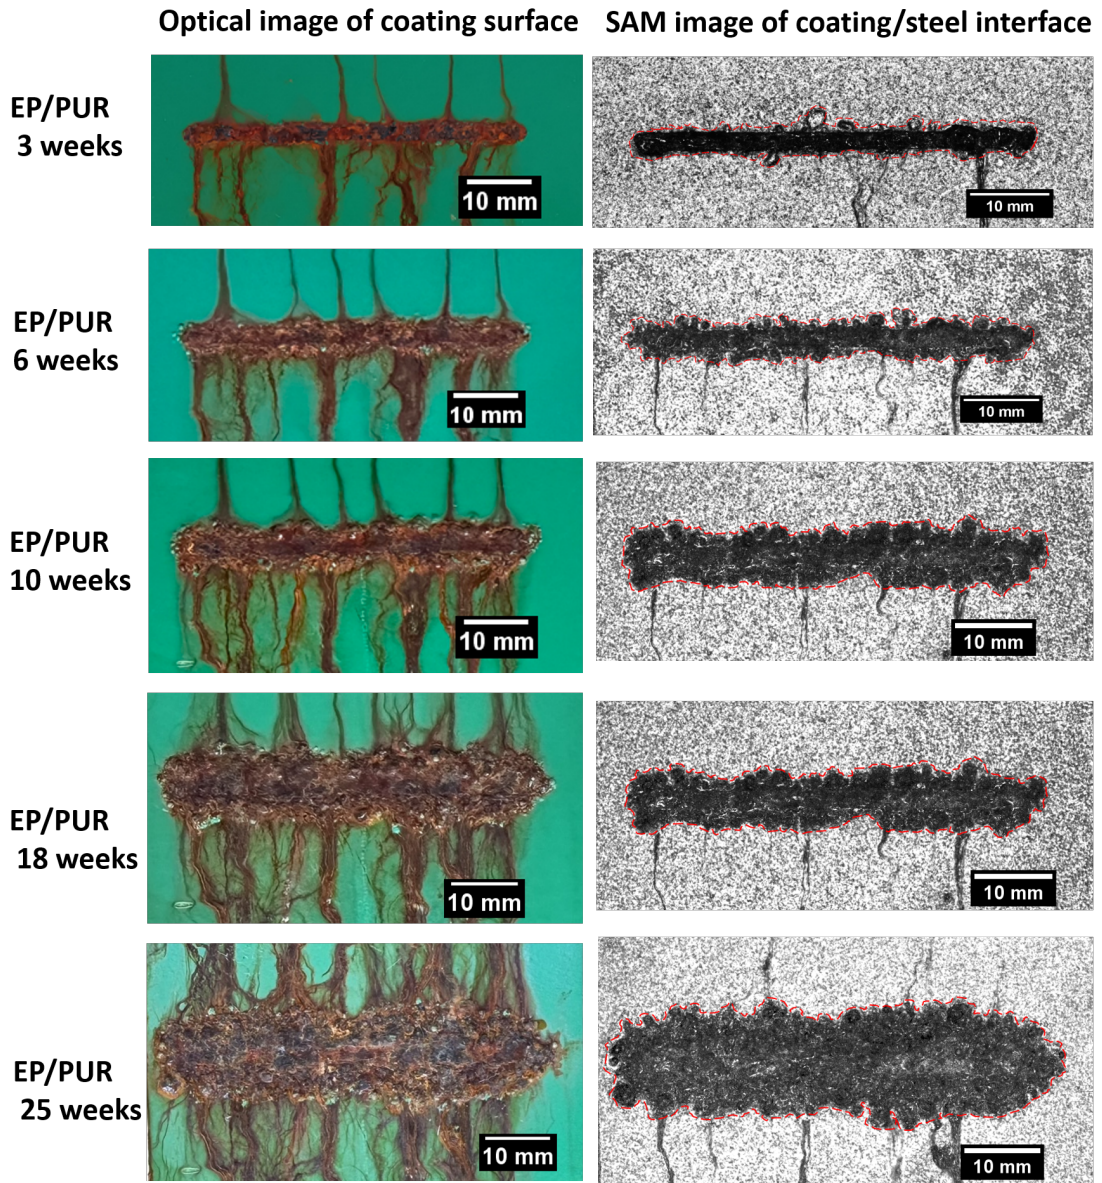 Optical image of coating surface
SAM image of coating/steel interface
EP/PUR
3 weeks
10 mm
10 mm
EP/PUR
6 weeks
10 mm
10 mm
EP/PUR
10 weeks
10 mm
10 mm
EP/PUR
18 weeks
10 mm
10 mm
EP/PUR
25 weeks
10 mm
10 mm